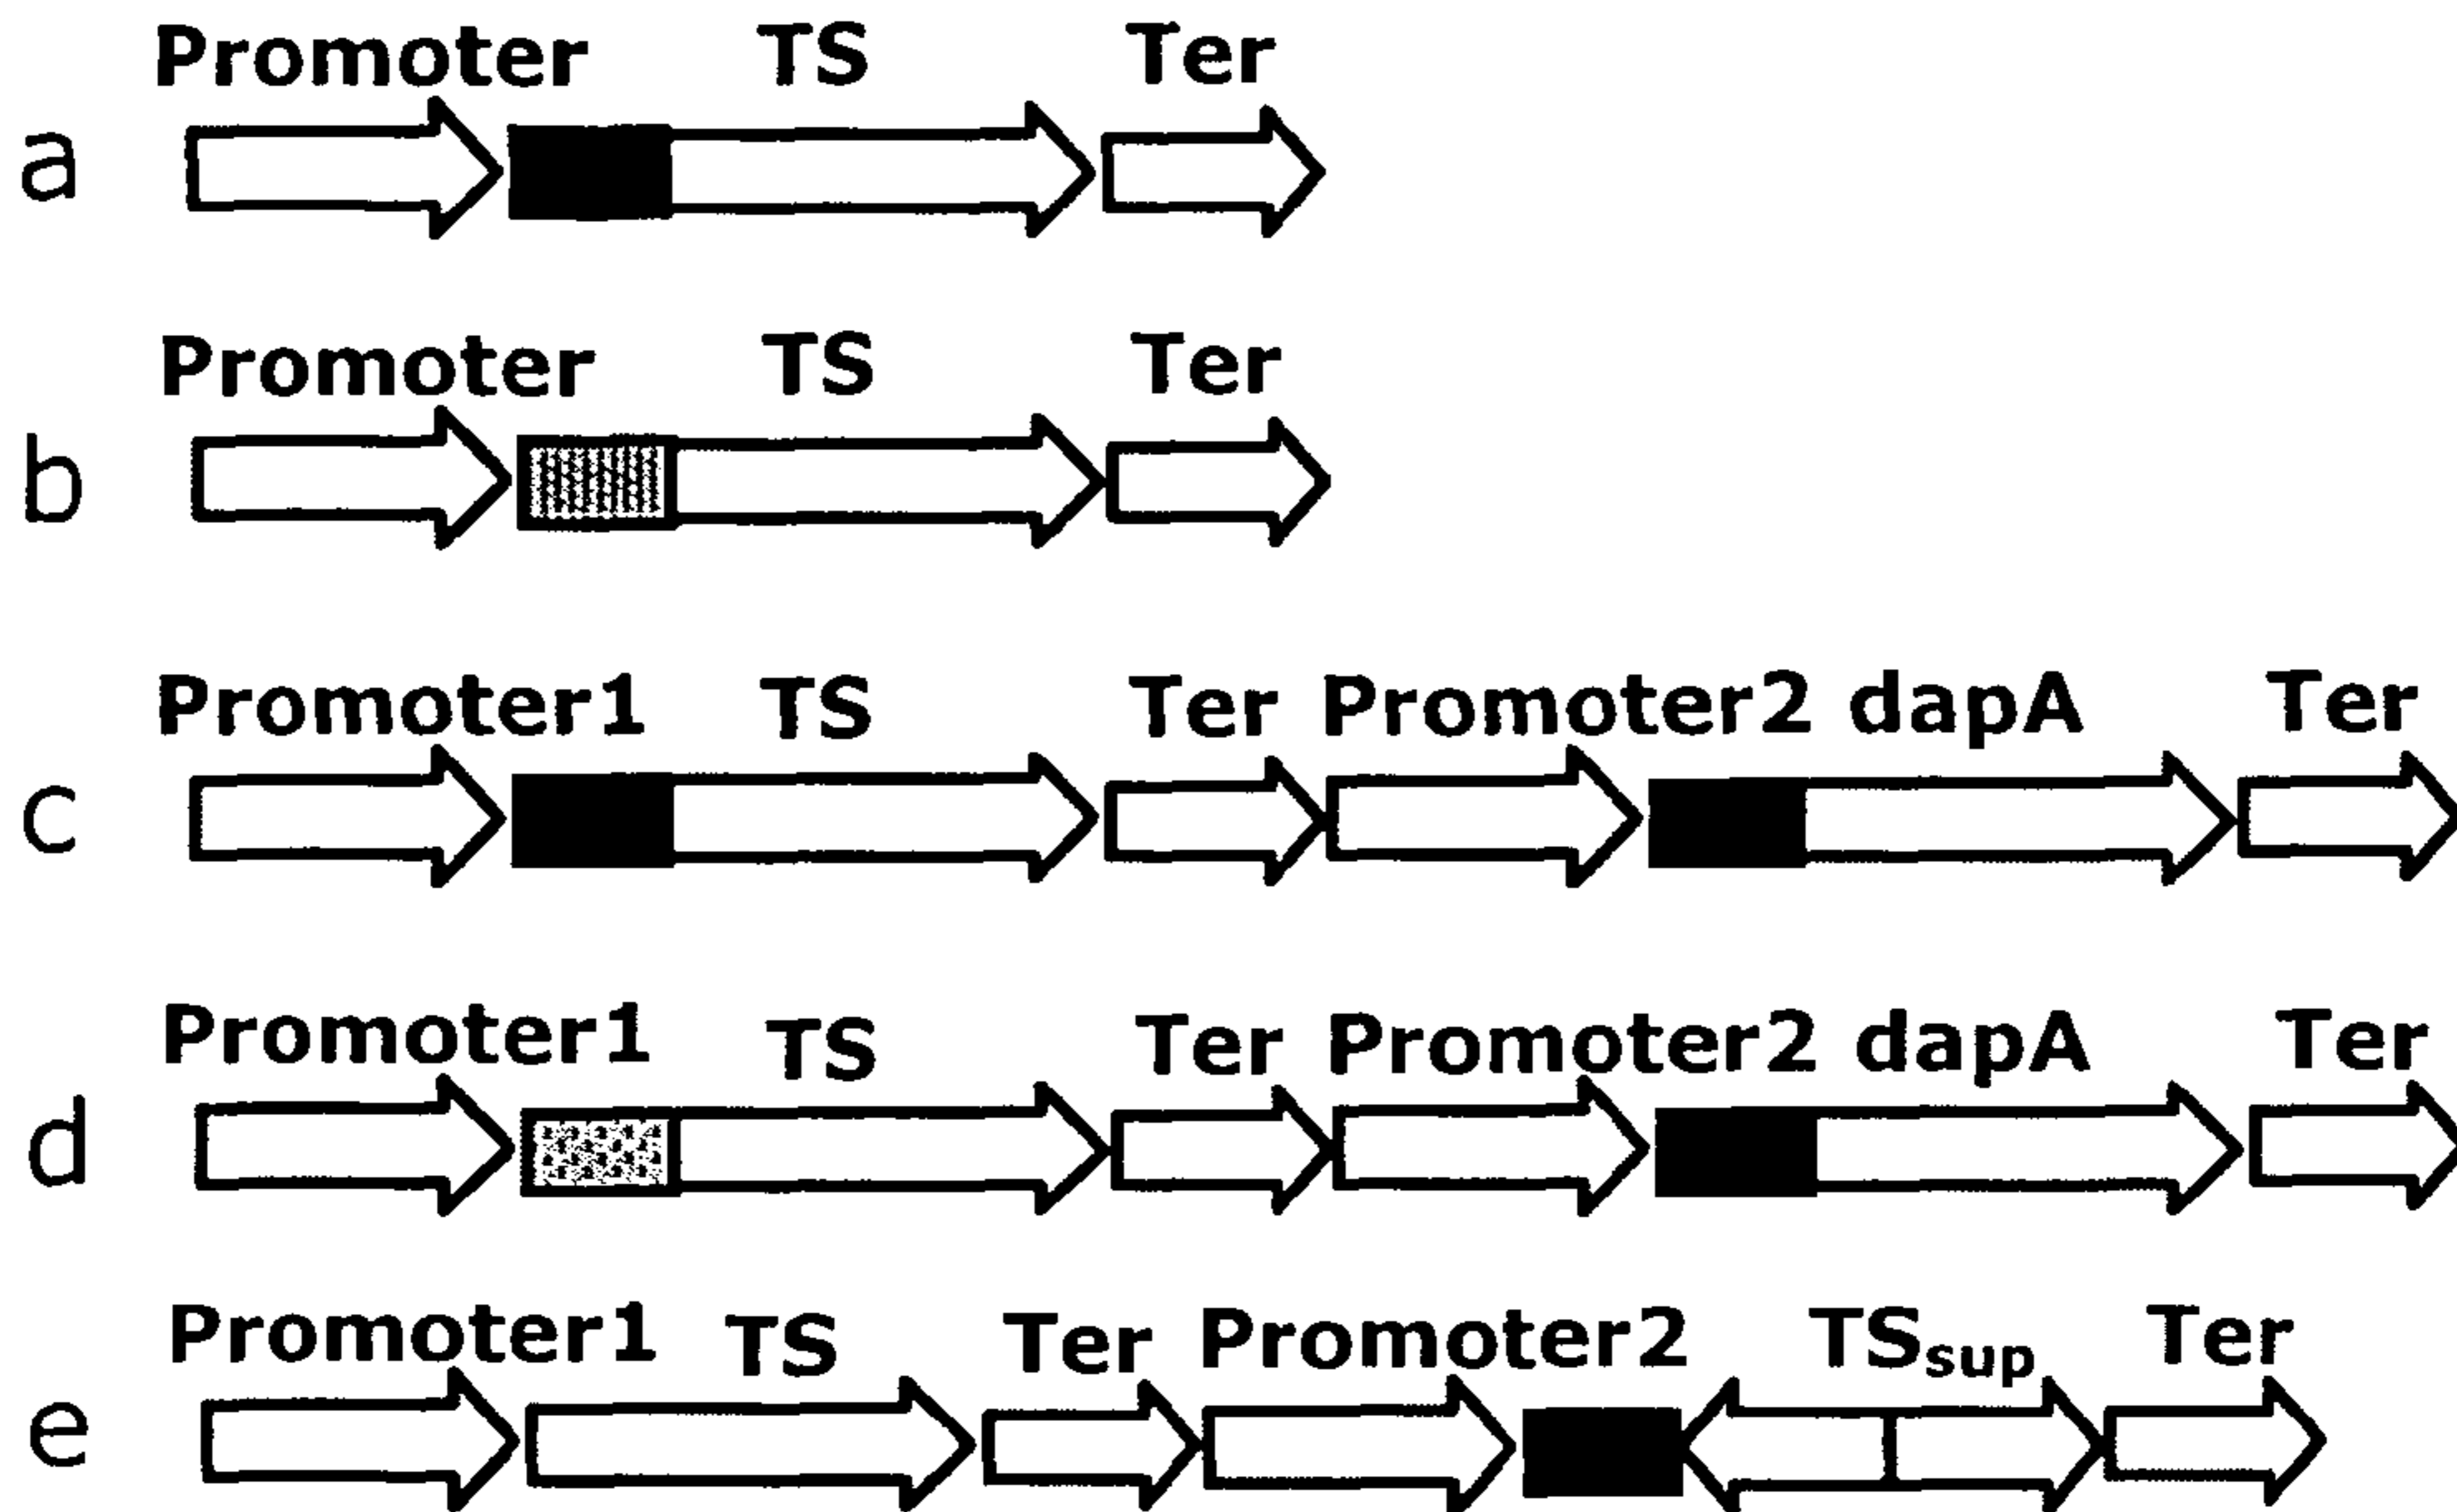 Promoter TS Ter
a
Promoter TS Ter
b
Promoter1 TS Ter Promoter2 dapA Ter
c
Promoter1 TS Ter Promoter2 dapA Ter
d
Promoter1 TS Ter Promoter2 TSsup Ter
e